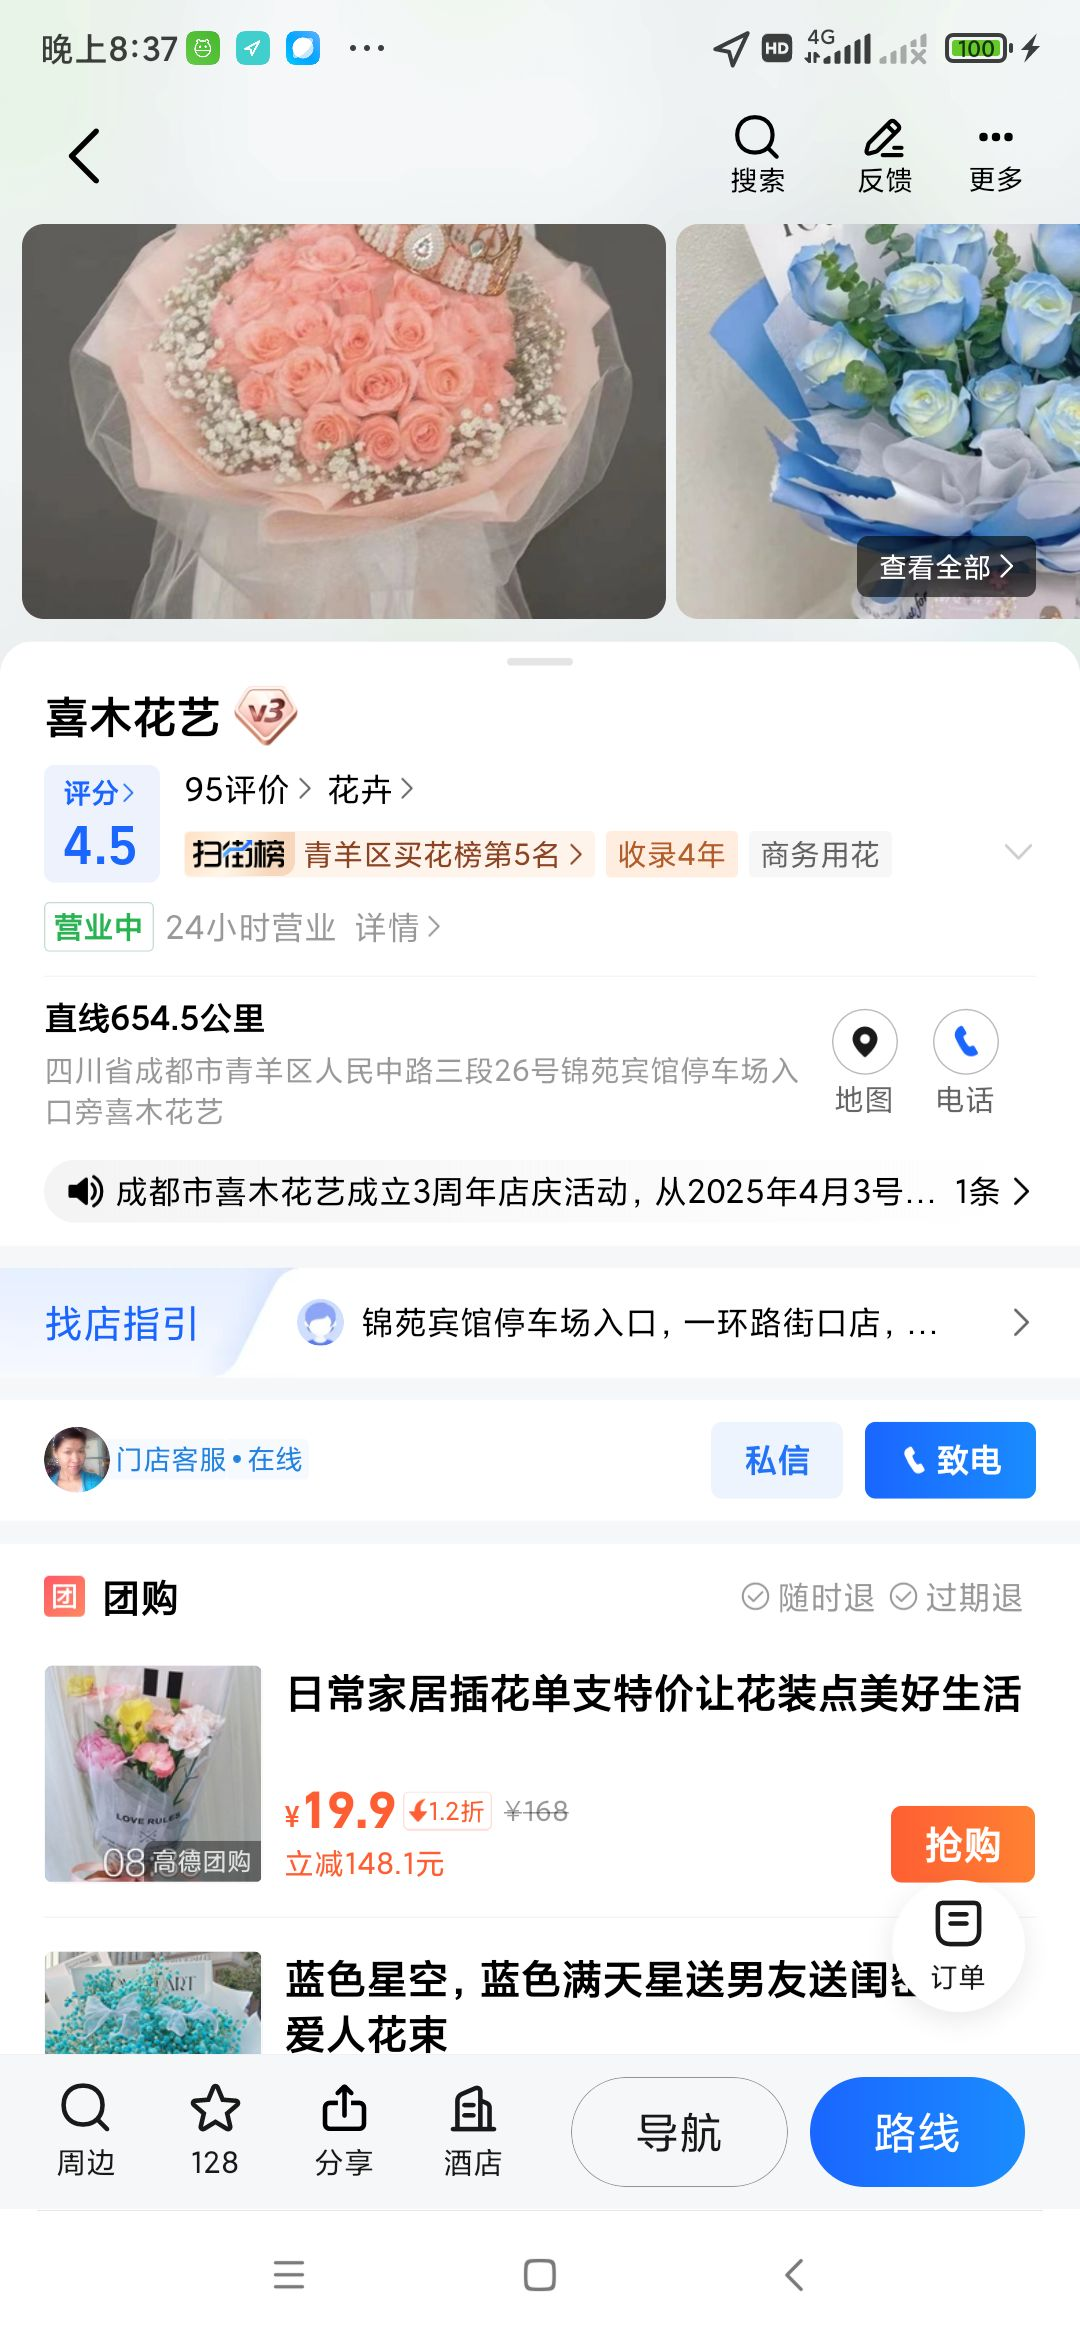 晚上8:37
HD 4G 100
搜索 反馈 更多
查看全部
喜木花艺 v3
评分 95评价 花卉
4.5
扫街榜 青羊区买花榜第5名 收录4年 商务用花
营业中 24小时营业 详情
直线654.5公里
四川省成都市青羊区人民中路三段26号锦苑宾馆停车场入
口旁喜木花艺
地图 电话
成都市喜木花艺成立3周年店庆活动，从2025年4月3号... 1条
找店指引 锦苑宾馆停车场入口，一环路街口店，...
门店客服•在线 私信 致电
团 团购 随时退 过期退
日常家居插花单支特价让花装点美好生活
LOVE RULES
08 高德团购
¥19.9 1.2折 ¥168
立减148.1元
抢购
订单
蓝色星空，蓝色满天星送男友送闺
爱人花束
周边 128 分享 酒店 导航 路线